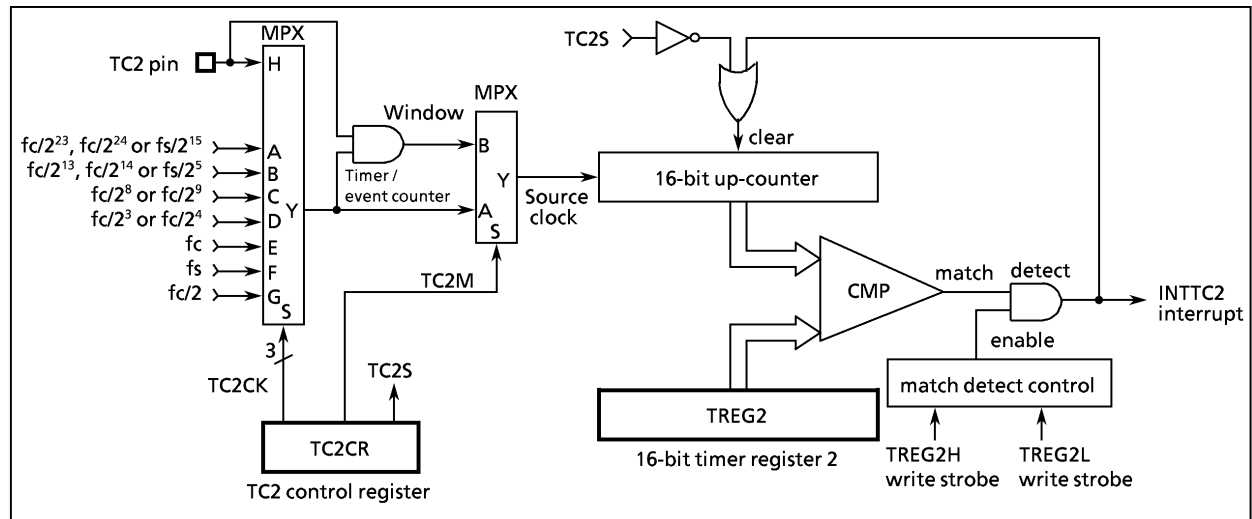 MPX
TC2 pin
H
fc/2²³, fc/2²⁴ or fs/2¹⁵
A
fc/2¹³, fc/2¹⁴ or fs/2⁵
B
fc/2⁸ or fc/2⁹
C
fc/2³ or fc/2⁴
D
fc
E
fs
F
fc/2
G
Y
S
3
TC2CK
Window
Timer /
event counter
MPX
B
Y
A
S
TC2M
TC2S
TC2CR
TC2 control register
Source
clock
TC2S
clear
16-bit up-counter
CMP
match
detect
enable
INTTC2
interrupt
match detect control
TREG2
16-bit timer register 2
TREG2H
write strobe
TREG2L
write strobe